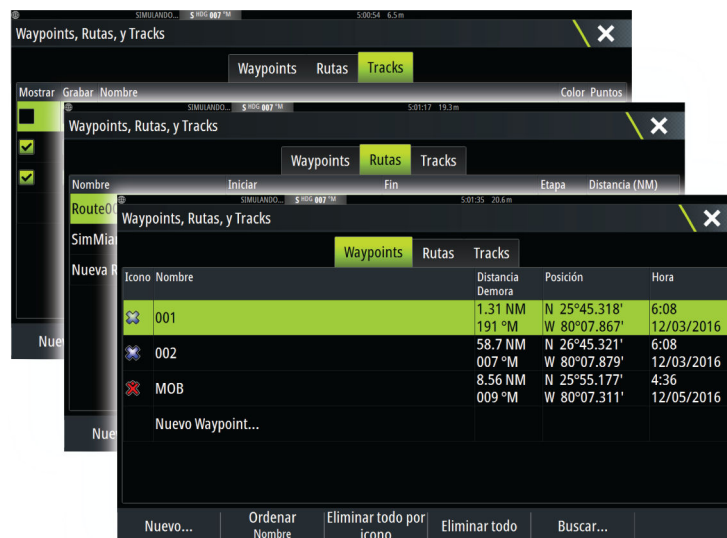 SIMULANDO... S HDG 007 °M 5:00:54 6.5 m
Waypoints, Rutas, y Tracks
Waypoints Rutas Tracks
Mostrar Grabar Nombre Color Puntos
SIMULANDO... S HDG 007 °M 5:01:17 19.3 m
Waypoints, Rutas, y Tracks
Waypoints Rutas Tracks
Nombre Iniciar Fin Etapa Distancia (NM)
SimMia
Nueva R
SIMULANDO... S HDG 007 °M 5:01:35 20.6 m
Waypoints, Rutas, y Tracks
Waypoints Rutas Tracks
Icono Nombre Distancia Posición Hora
Demora
001 1.31 NM N 25°45.318' 6:08
191 °M W 80°07.867' 12/03/2016
002 58.7 NM N 26°45.321' 6:08
007 °M W 80°07.879' 12/03/2016
MOB 8.56 NM N 25°55.177' 4:36
009 °M W 80°07.311' 12/05/2016
Nuevo Waypoint...
Nue
Nue
Nuevo... Ordenar Eliminar todo por Eliminar todo Buscar...
Nombre icono